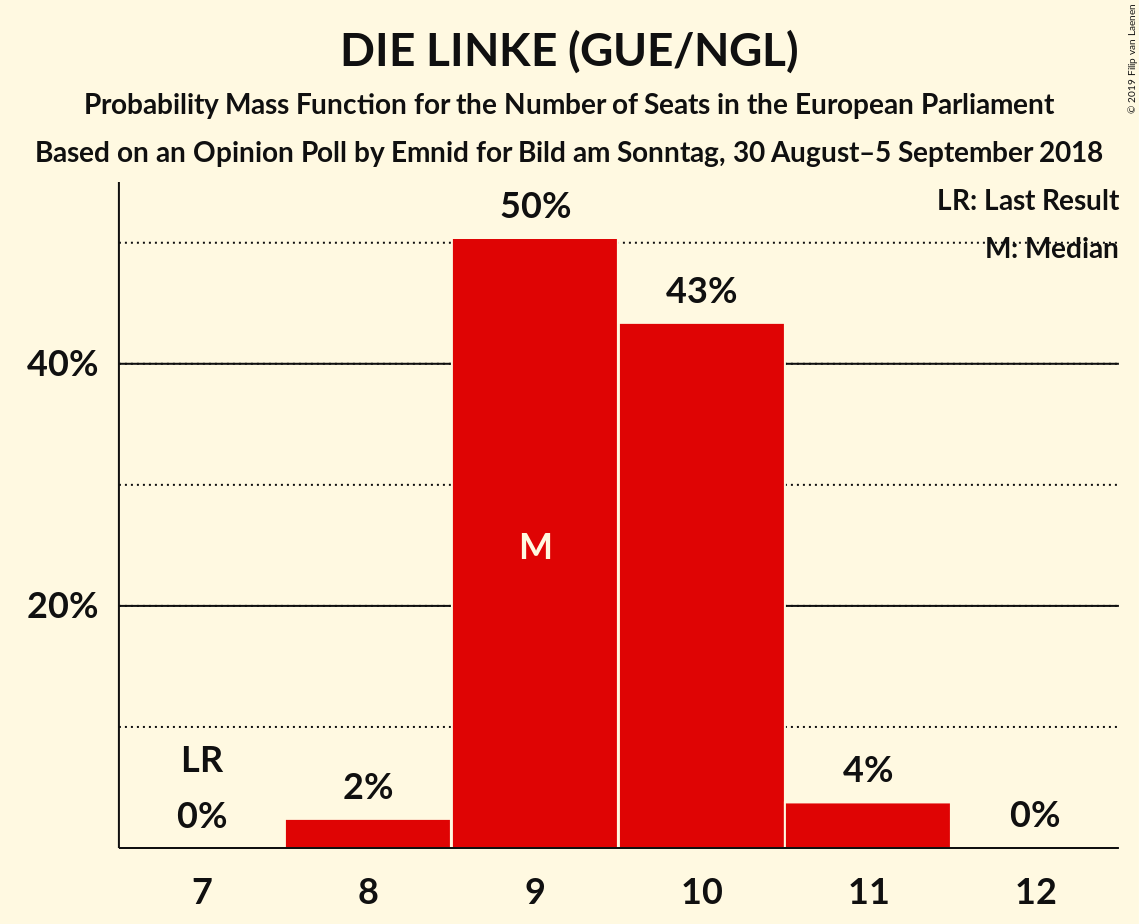 DIE LINKE (GUE/NGL)
Probability Mass Function for the Number of Seats in the European Parliament
Based on an Opinion Poll by Emnid for Bild am Sonntag, 30 August–5 September 2018
© 2019 Filip van Laenen
LR: Last Result
M: Median
50%
43%
40%
M
20%
LR
0%
2%
4%
0%
7 8 9 10 11 12